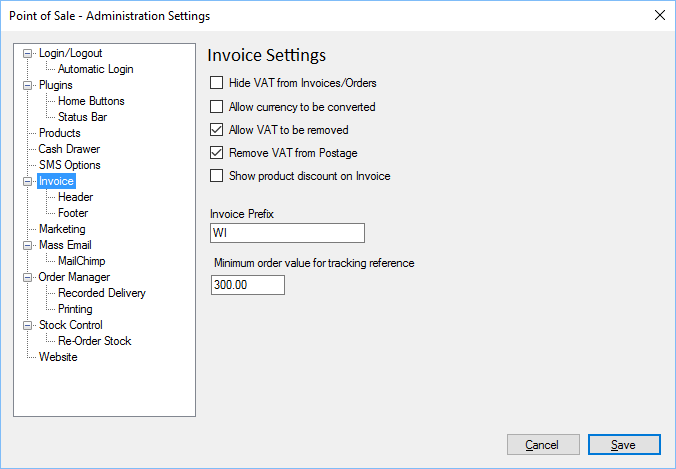 Point of Sale - Administration Settings
Login/Logout
Automatic Login
Plugins
Home Buttons
Status Bar
Products
Cash Drawer
SMS Options
Invoice
Header
Footer
Marketing
Mass Email
MailChimp
Order Manager
Recorded Delivery
Printing
Stock Control
Re-Order Stock
Website
Invoice Settings
Hide VAT from Invoices/Orders
Allow currency to be converted
Allow VAT to be removed
Remove VAT from Postage
Show product discount on Invoice
Invoice Prefix
WI
Minimum order value for tracking reference
300.00
Cancel
Save